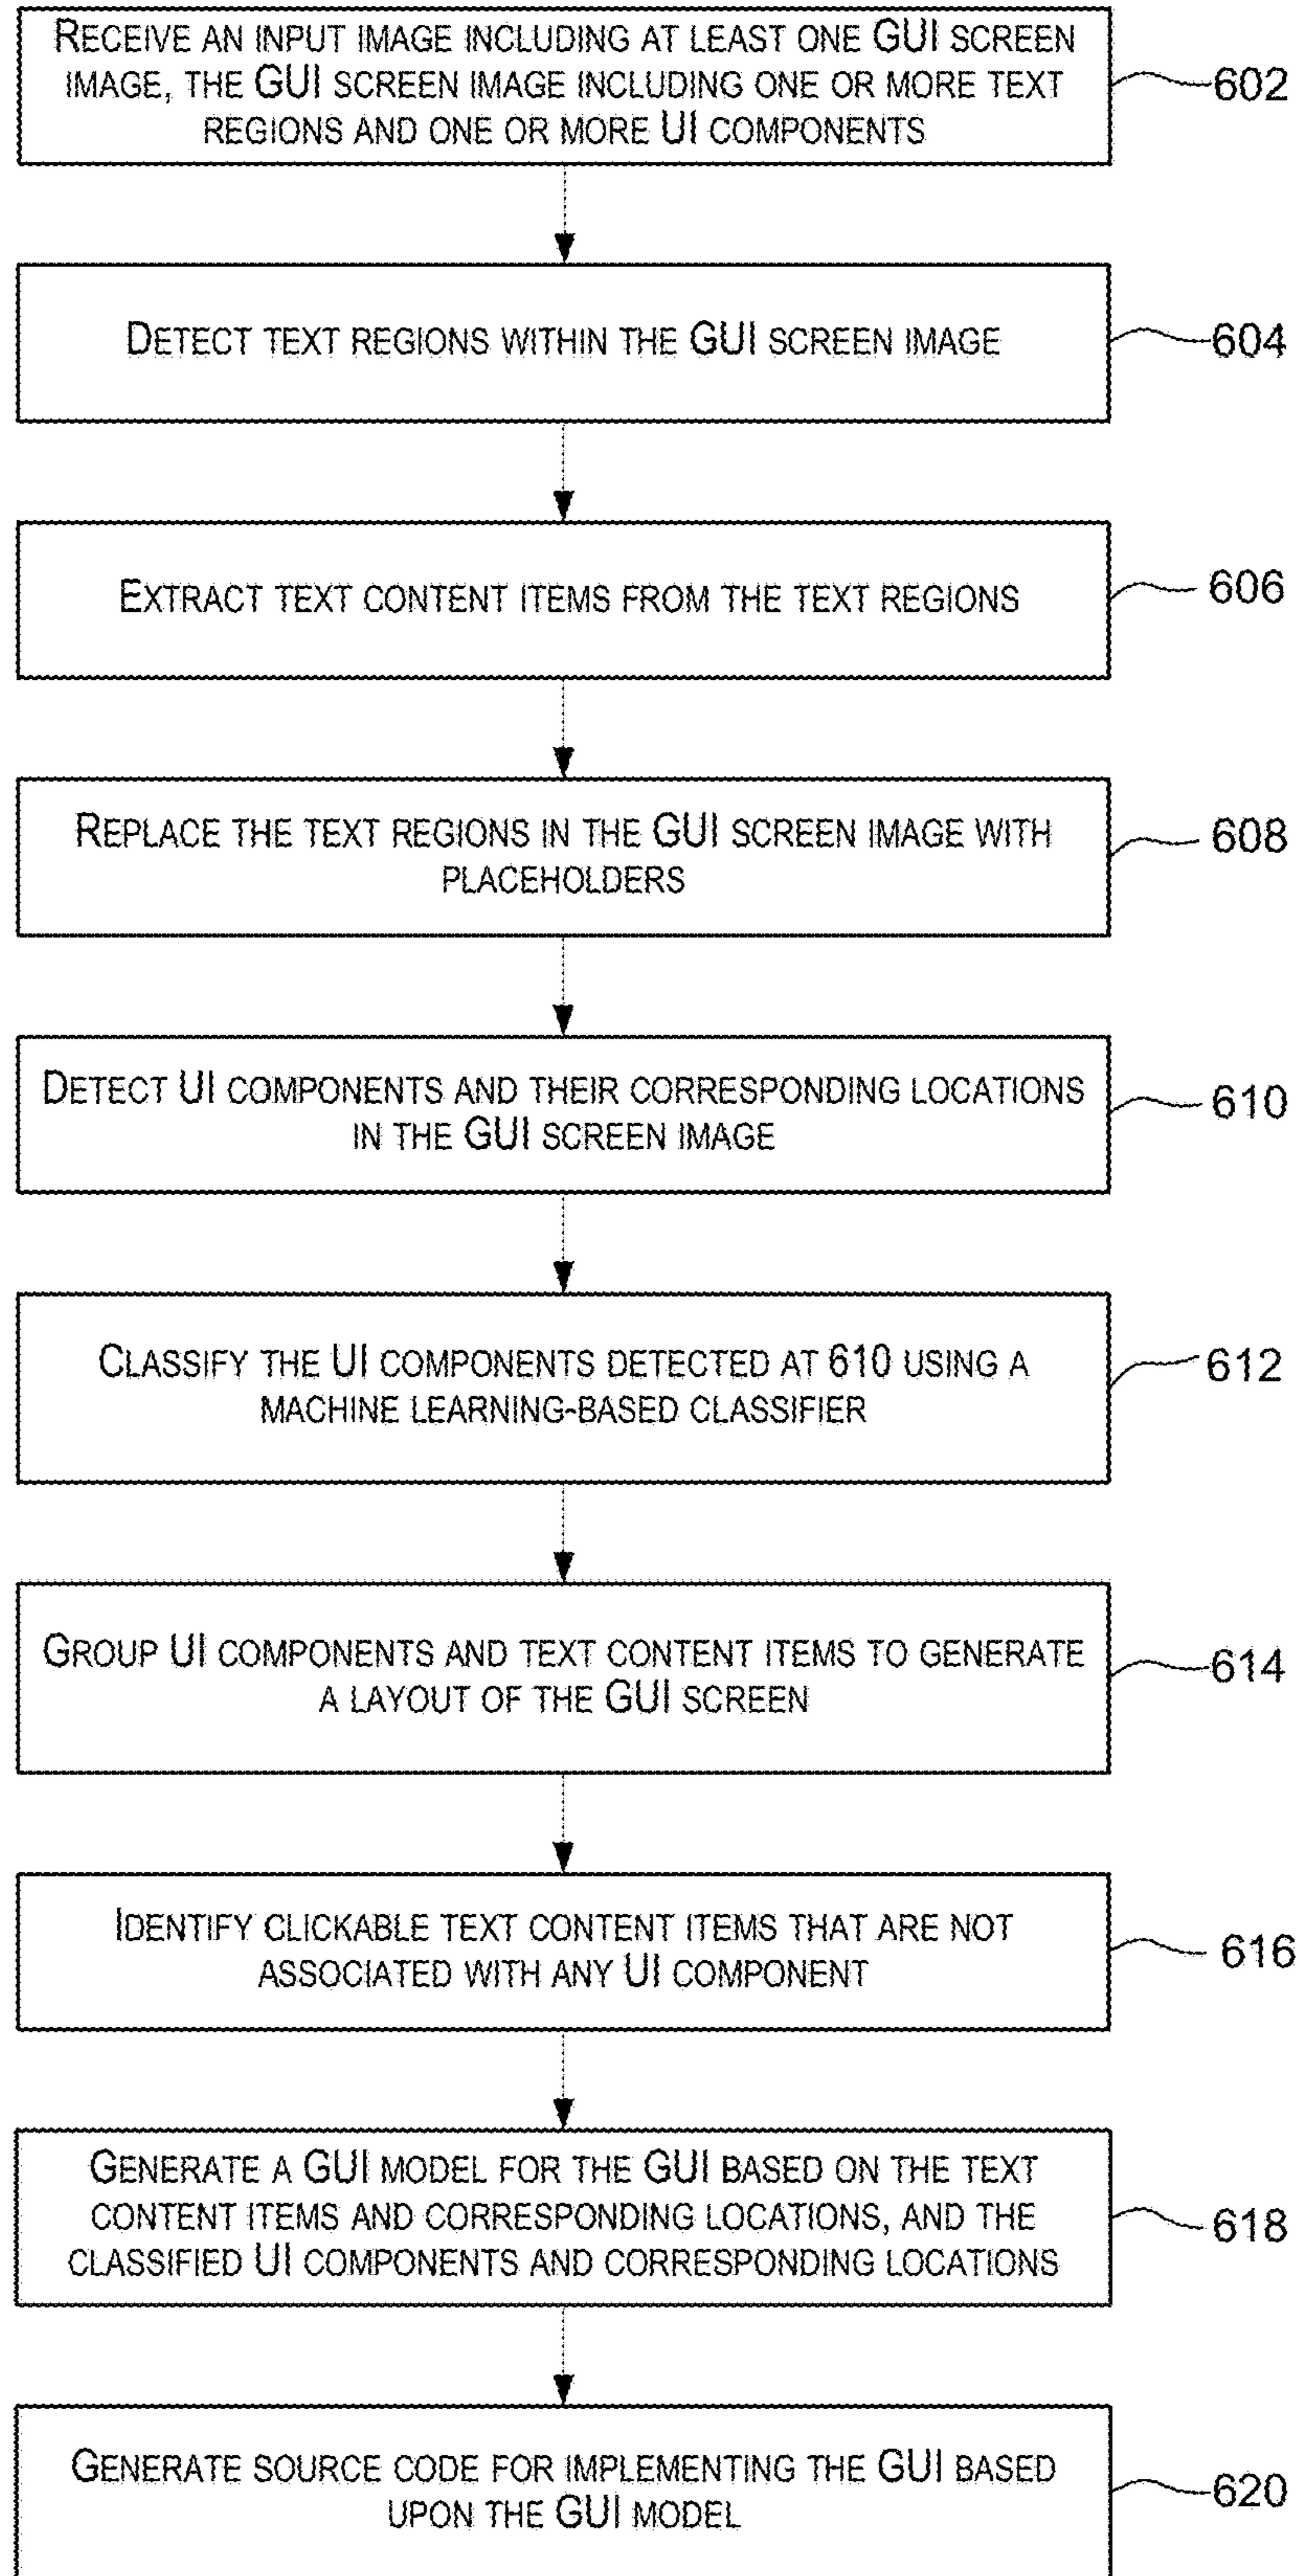 RECEIVE AN INPUT IMAGE INCLUDING AT LEAST ONE GUI SCREEN
IMAGE, THE GUI SCREEN IMAGE INCLUDING ONE OR MORE TEXT
REGIONS AND ONE OR MORE UI COMPONENTS
602
DETECT TEXT REGIONS WITHIN THE GUI SCREEN IMAGE
604
EXTRACT TEXT CONTENT ITEMS FROM THE TEXT REGIONS
606
REPLACE THE TEXT REGIONS IN THE GUI SCREEN IMAGE WITH
PLACEHOLDERS
608
DETECT UI COMPONENTS AND THEIR CORRESPONDING LOCATIONS
IN THE GUI SCREEN IMAGE
610
CLASSIFY THE UI COMPONENTS DETECTED AT 610 USING A
MACHINE LEARNING-BASED CLASSIFIER
612
GROUP UI COMPONENTS AND TEXT CONTENT ITEMS TO GENERATE
A LAYOUT OF THE GUI SCREEN
614
IDENTIFY CLICKABLE TEXT CONTENT ITEMS THAT ARE NOT
ASSOCIATED WITH ANY UI COMPONENT
616
GENERATE A GUI MODEL FOR THE GUI BASED ON THE TEXT
CONTENT ITEMS AND CORRESPONDING LOCATIONS, AND THE
CLASSIFIED UI COMPONENTS AND CORRESPONDING LOCATIONS
618
GENERATE SOURCE CODE FOR IMPLEMENTING THE GUI BASED
UPON THE GUI MODEL
620